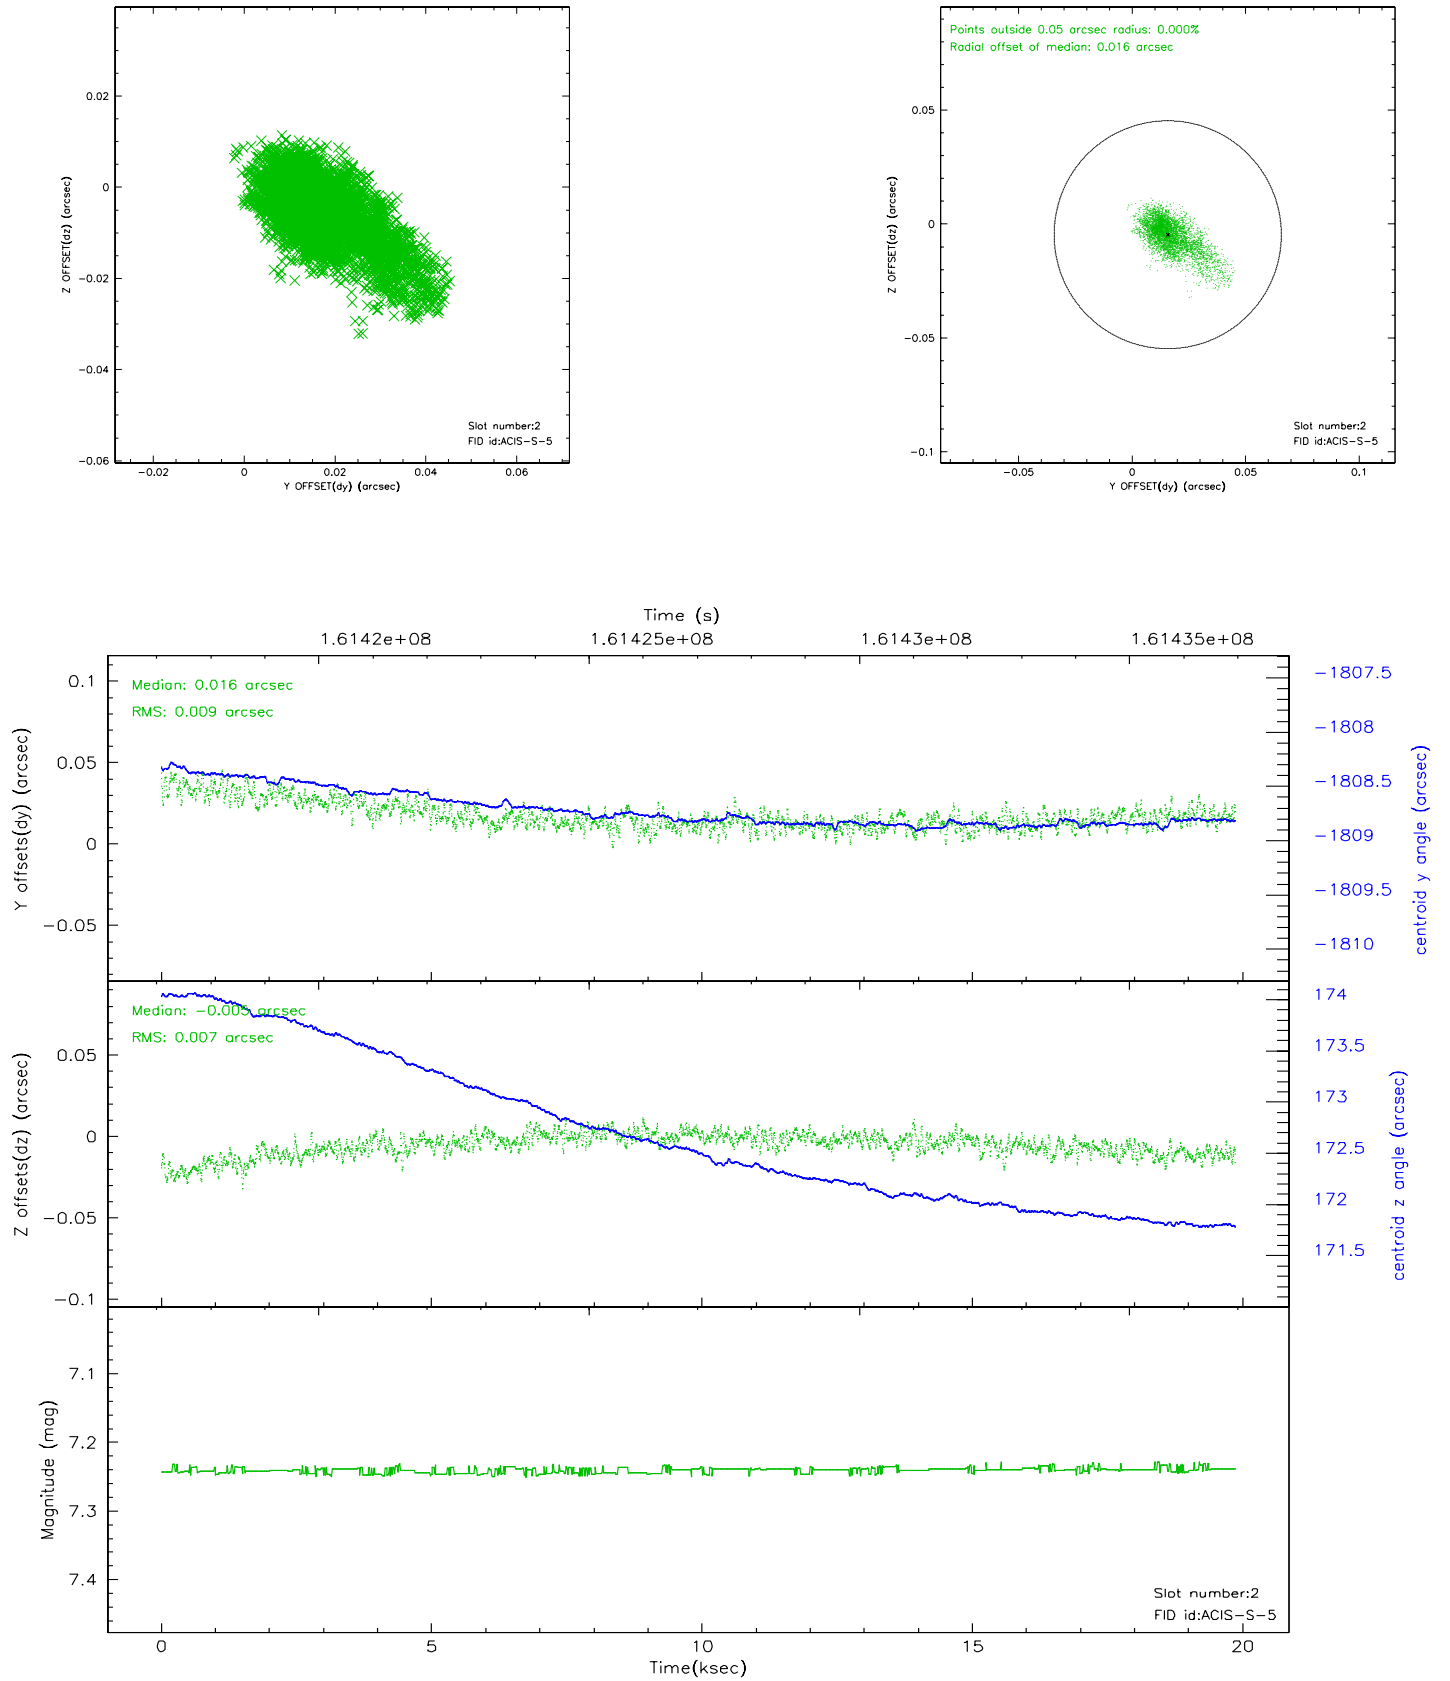 0.02
0
−0.02
−0.04
−0.06
Z OFFSET(dz) (arcsec)
Slot number:2
FID id:ACIS−S−5
−0.02
0
0.02
0.04
0.06
Y OFFSET(dy) (arcsec)
Points outside 0.05 arcsec radius: 0.000%
Radial offset of median: 0.016 arcsec
0.05
0
−0.05
−0.1
Z OFFSET(dz) (arcsec)
Slot number:2
FID id:ACIS−S−5
−0.05
0
0.05
0.1
Y OFFSET(dy) (arcsec)
Time (s)
1.6142e+08
1.61425e+08
1.6143e+08
1.61435e+08
Median: 0.016 arcsec
RMS: 0.009 arcsec
0.1
0.05
0
−0.05
Y offsets(dy) (arcsec)
−1807.5
−1808
−1808.5
−1809
−1809.5
−1810
centroid y angle (arcsec)
Median: −0.005 arcsec
RMS: 0.007 arcsec
0.05
0
−0.05
−0.1
Z offsets(dz) (arcsec)
174
173.5
173
172.5
172
171.5
centroid z angle (arcsec)
7.1
7.2
7.3
7.4
Magnitude (mag)
Slot number:2
FID id:ACIS−S−5
0
5
10
15
20
Time(ksec)